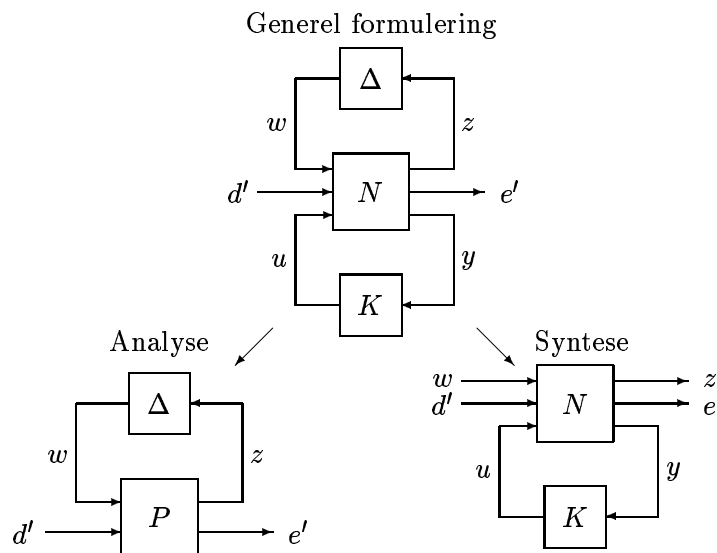 Generel formulering
Δ
w z
d′ N e′
u y
K
Analyse
Δ
w z
d′ P e′
Syntese
w N z
d′ e
u y
K